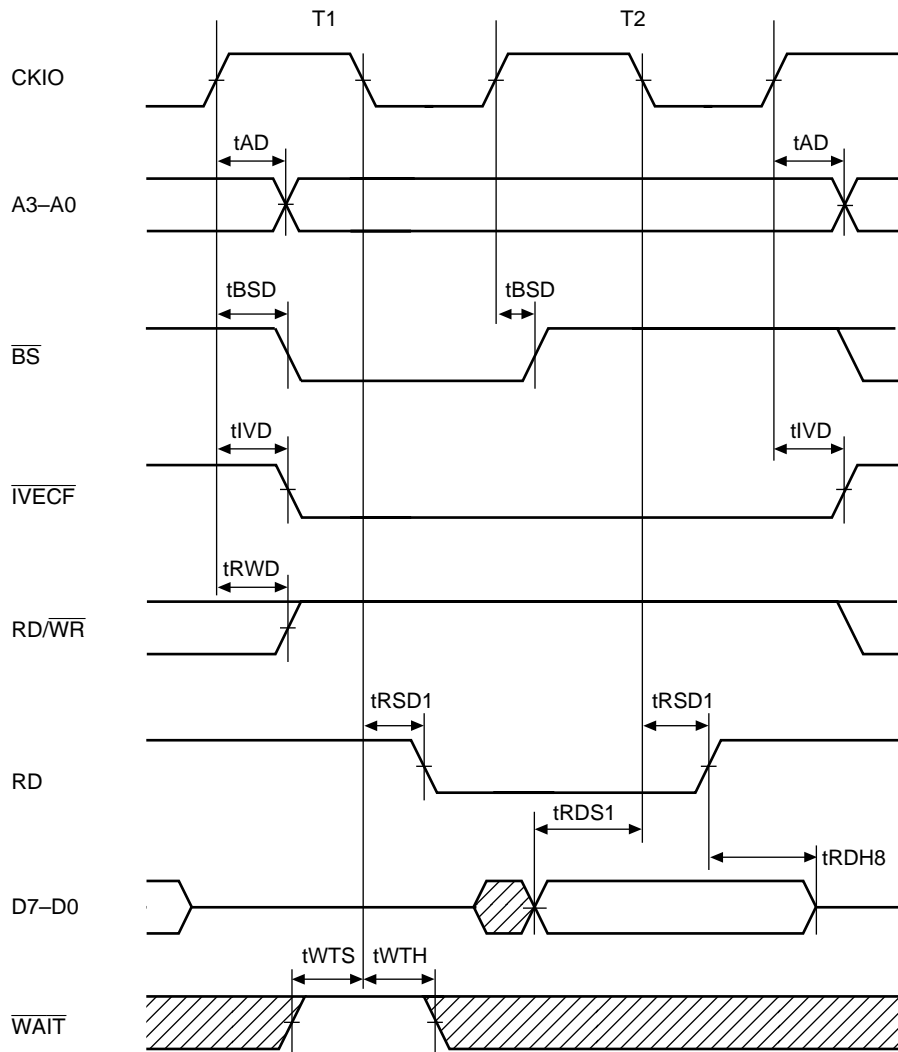 T1 T2
CKIO
tAD tAD
A3–A0
tBSD tBSD
BS
tIVD tIVD
IVECF
tRWD
RD/WR
tRSD1 tRSD1
RD
tRDS1
tRDH8
D7–D0
tWTS tWTH
WAIT